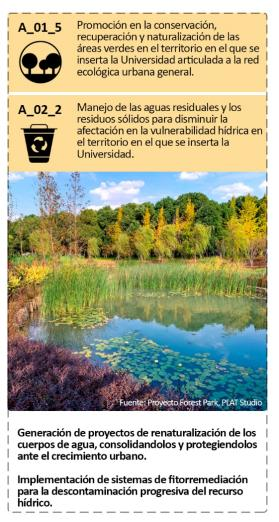 A_01_5
Promoción en la conservación,
recuperación y naturalización de las
áreas verdes en el territorio en el que se
inserta la Universidad articulada a la red
ecológica urbana general.
A_02_2
Manejo de las aguas residuales y los
residuos sólidos para disminuir la
afectación en la vulnerabilidad hídrica en
el territorio en el que se inserta la
Universidad.
Fuente: Proyecto Forest Park, PLAT Studio
Generación de proyectos de renaturalización de los
cuerpos de agua, consolidandolos y protegiendolos
ante el crecimiento urbano.
Implementación de sistemas de fitorremediación
para la descontaminación progresiva del recurso
hídrico.